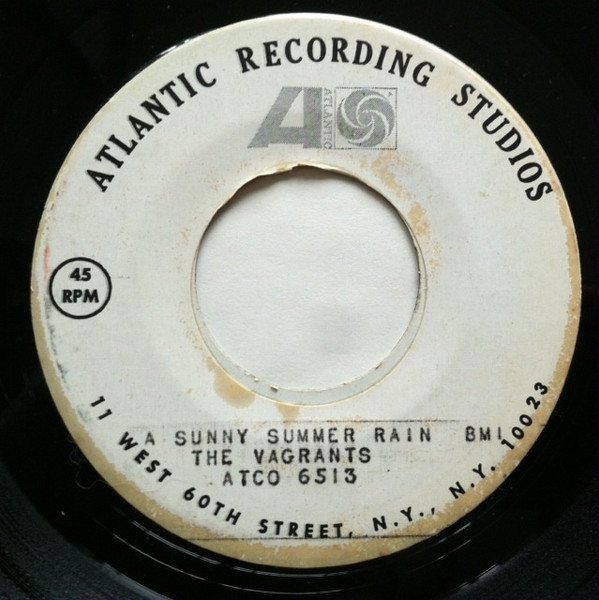 ATLANTIC RECORDING STUDIOS
A
ATLANTIC
45
RPM
A SUNNY SUMMER RAIN BMI
THE VAGRANTS
ATCO 6513
11 WEST 60TH STREET, N.Y., N.Y. 10023